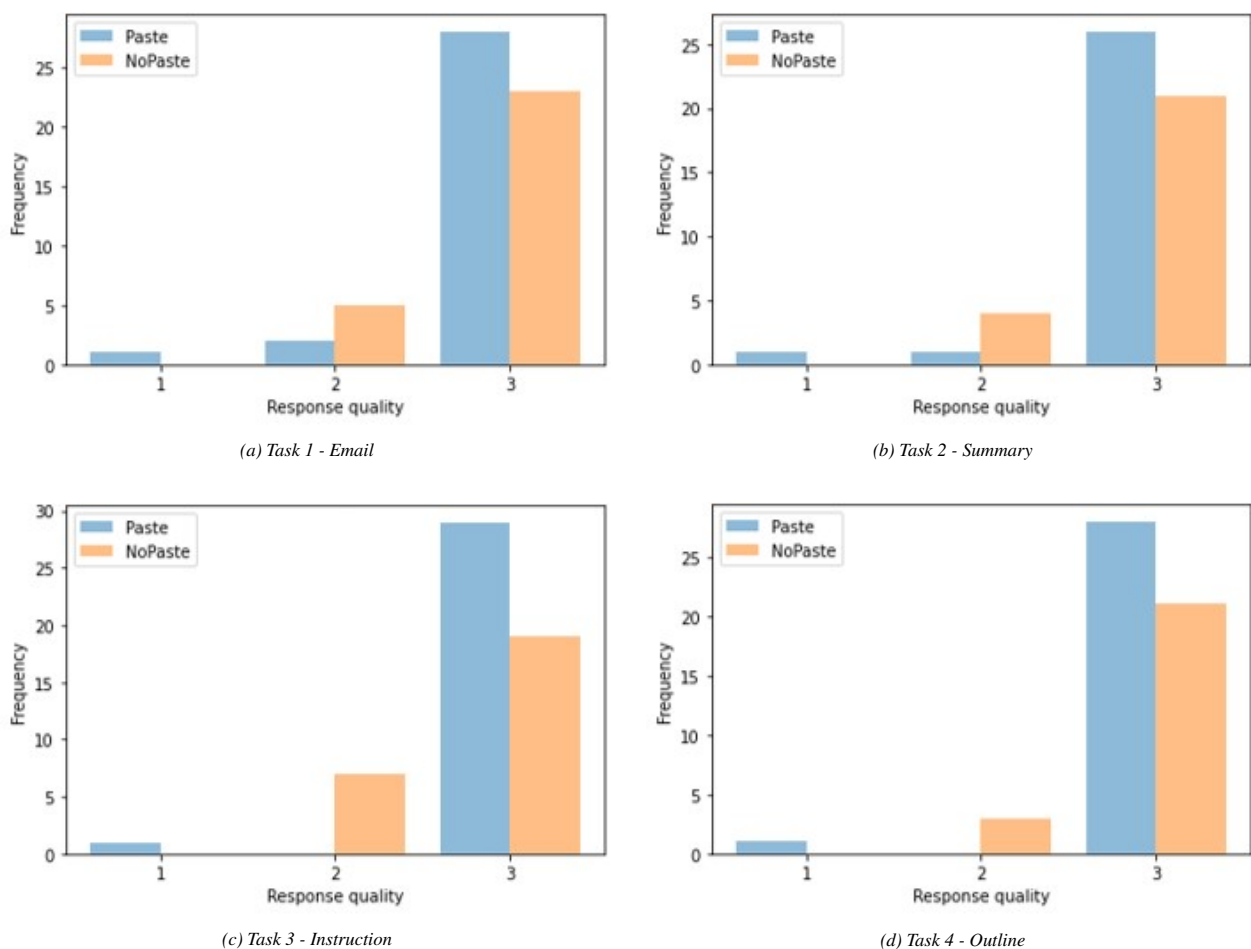 Paste
NoPaste
25
20
15
10
5
0
Frequency
1 2 3
Response quality
(a) Task 1 - Email
Paste
NoPaste
25
20
15
10
5
0
Frequency
1 2 3
Response quality
(b) Task 2 - Summary
Paste
NoPaste
30
25
20
15
10
5
0
Frequency
1 2 3
Response quality
(c) Task 3 - Instruction
Paste
NoPaste
25
20
15
10
5
0
Frequency
1 2 3
Response quality
(d) Task 4 - Outline